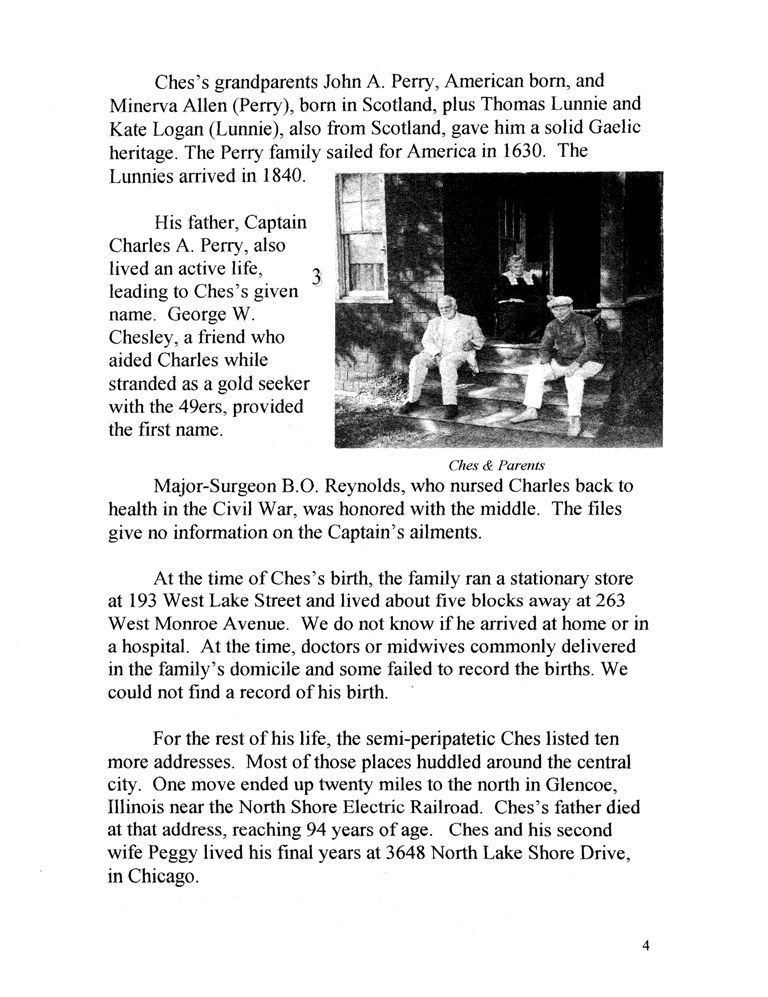 Ches's grandparents John A. Perry, American born, and
Minerva Allen (Perry), born in Scotland, plus Thomas Lunnie and
Kate Logan (Lunnie), also from Scotland, gave him a solid Gaelic
heritage. The Perry family sailed for America in 1630. The
Lunnies arrived in 1840.
His father, Captain
Charles A. Perry, also
lived an active life,
leading to Ches's given
name. George W.
Chesley, a friend who
aided Charles while
stranded as a gold seeker
with the 49ers, provided
the first name.
3
Ches & Parents
Major-Surgeon B.O. Reynolds, who nursed Charles back to
health in the Civil War, was honored with the middle. The files
give no information on the Captain's ailments.
At the time of Ches's birth, the family ran a stationary store
at 193 West Lake Street and lived about five blocks away at 263
West Monroe Avenue. We do not know if he arrived at home or in
a hospital. At the time, doctors or midwives commonly delivered
in the family's domicile and some failed to record the births. We
could not find a record of his birth.
For the rest of his life, the semi-peripatetic Ches listed ten
more addresses. Most of those places huddled around the central
city. One move ended up twenty miles to the north in Glencoe,
Illinois near the North Shore Electric Railroad. Ches's father died
at that address, reaching 94 years of age. Ches and his second
wife Peggy lived his final years at 3648 North Lake Shore Drive,
in Chicago.
4